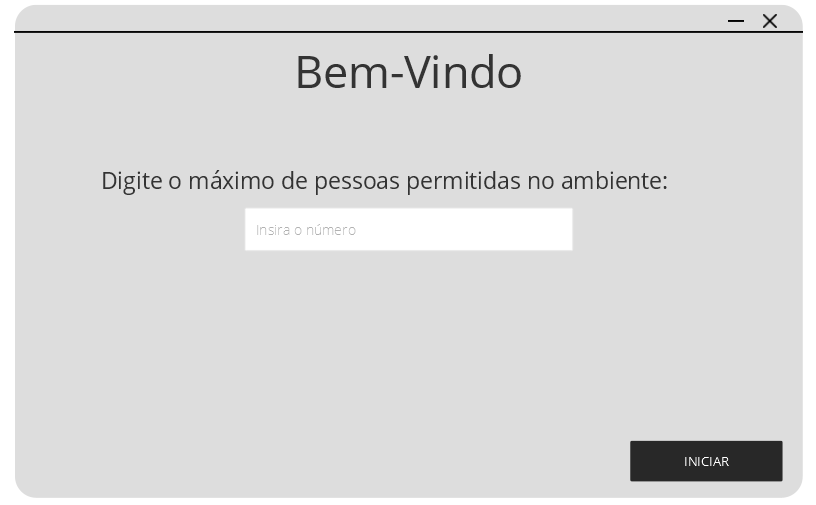 Bem-Vindo
Digite o máximo de pessoas permitidas no ambiente:
Insira o número
INICIAR